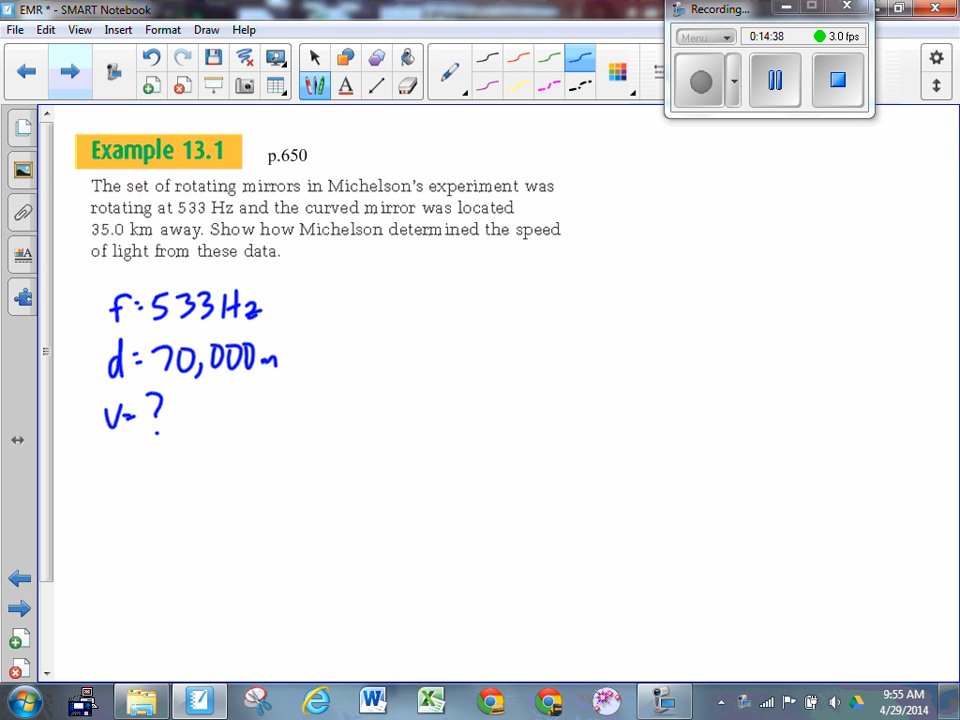 EMR * - SMART Notebook
Recording...
File Edit View Insert Format Draw Help
Menu
0:14:38
3.0 fps
Example 13.1
p.650
The set of rotating mirrors in Michelson's experiment was
rotating at 533 Hz and the curved mirror was located
35.0 km away. Show how Michelson determined the speed
of light from these data.
f = 533 Hz
d = 70,000 m
v = ?
9:55 AM
4/29/2014